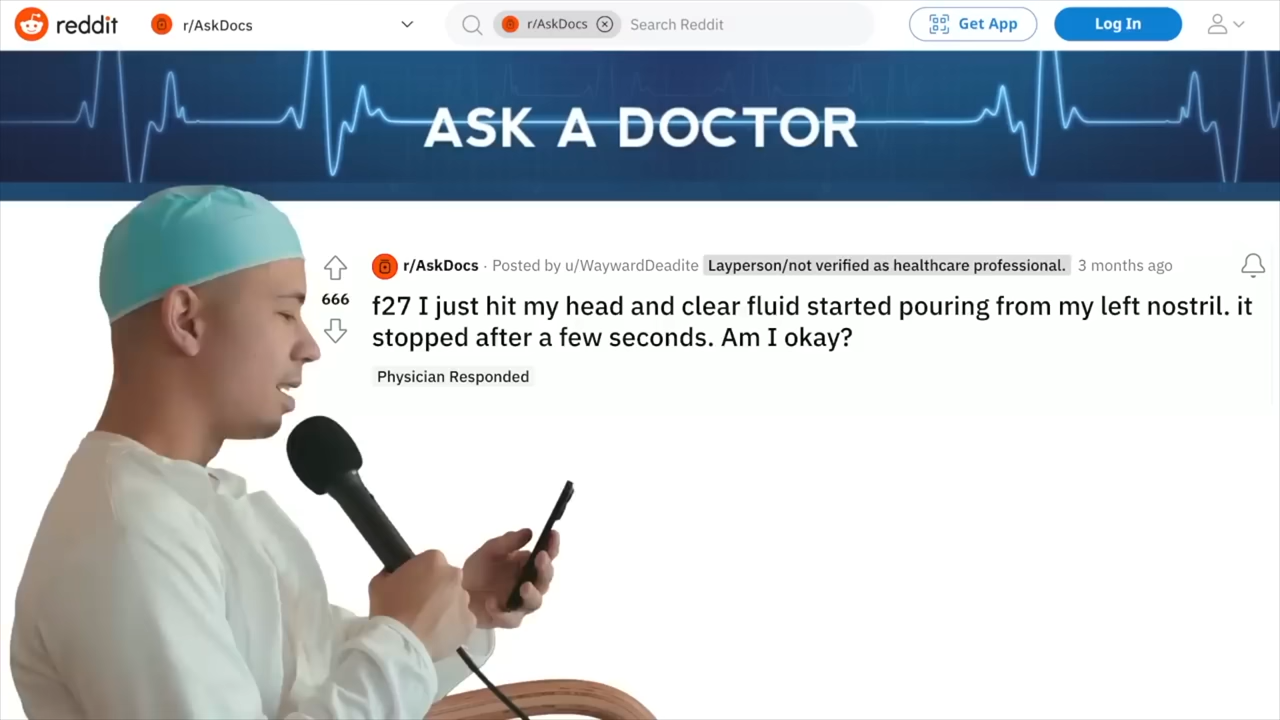 reddit r/AskDocs r/AskDocs Search Reddit Get App Log In
ASK A DOCTOR
r/AskDocs · Posted by u/WaywardDeadite Layperson/not verified as healthcare professional. 3 months ago
666
f27 I just hit my head and clear fluid started pouring from my left nostril. it
stopped after a few seconds. Am I okay?
Physician Responded